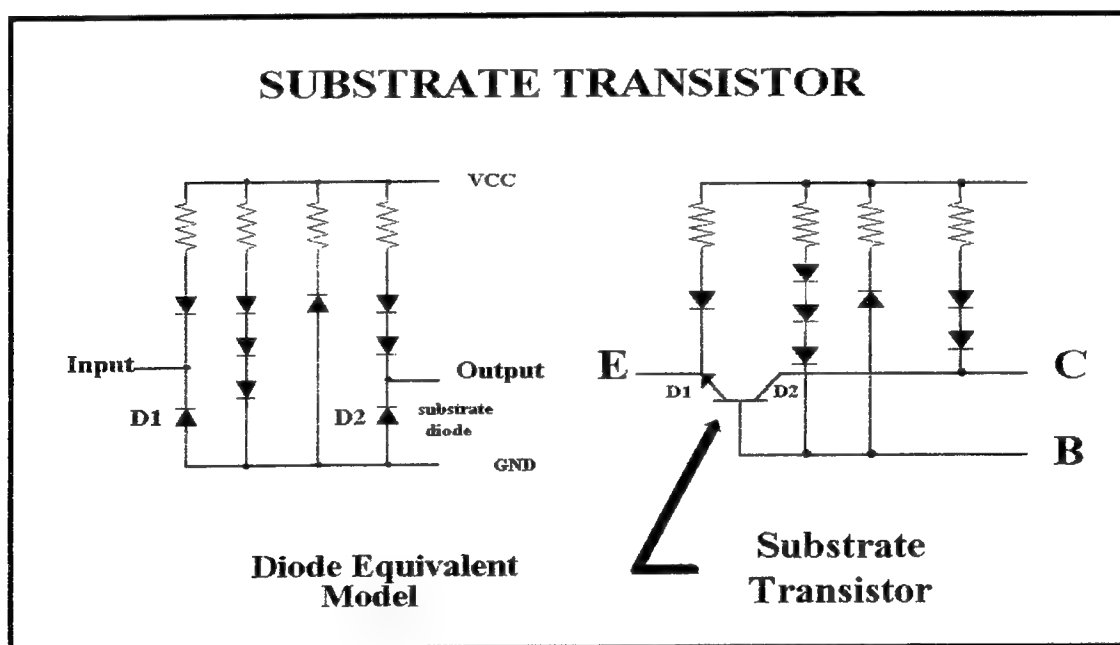 SUBSTRATE TRANSISTOR
VCC
Input
Output
D1
D2
substrate
diode
GND
Diode Equivalent
Model
E
D1
D2
C
B
Substrate
Transistor